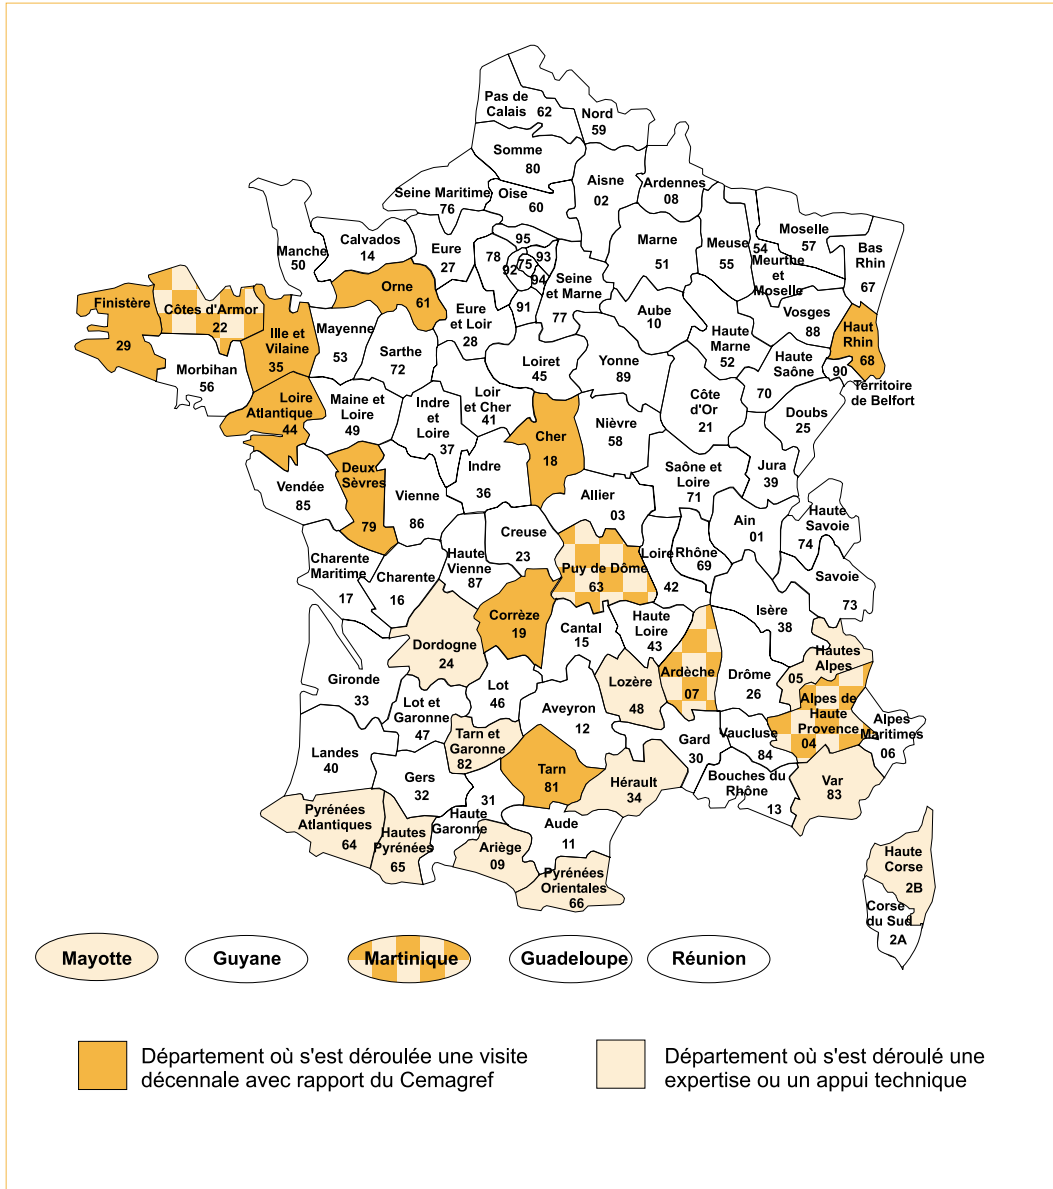 Pas de
Calais 62
Nord
59
Somme
80
Aisne
02
Ardennes
08
Seine Maritime
76
Oise
60
Manche
50
Calvados
14
Eure
27
95
78
92
75
93
94
91
Seine
et Marne
77
Marne
51
Meuse
55
54
Meurthe
et
Moselle
Moselle
57
Bas
Rhin
67
Finistère
29
Côtes d'Armor
22
Ille et
Vilaine
35
Orne
61
Mayenne
53
Sarthe
72
Eure
et Loir
28
Aube
10
Haute
Marne
52
Vosges
88
Haut
Rhin
68
Morbihan
56
Loiret
45
Yonne
89
Haute
Saône
70
90
Territoire
de Belfort
Loire
Atlantique
44
Maine et
Loire
49
Indre
et
Loire
37
Loir
et Cher
41
Cher
18
Nièvre
58
Côte
d'Or
21
Doubs
25
Vendée
85
Deux
Sèvres
79
Vienne
86
Indre
36
Allier
03
Saône et
Loire
71
Jura
39
Ain
01
Haute
Savoie
74
Charente
Maritime
17
Charente
16
Haute
Vienne
87
Creuse
23
Puy de Dôme
63
Loire
42
Rhône
69
Savoie
73
Isère
38
Dordogne
24
Corrèze
19
Cantal
15
Haute
Loire
43
Ardèche
07
Drôme
26
Hautes
Alpes
05
Gironde
33
Lot et
Garonne
47
Lot
46
Aveyron
12
Lozère
48
Alpes de
Haute
Provence
04
Alpes
Maritimes
06
Landes
40
Gers
32
Tarn et
Garonne
82
Tarn
81
Hérault
34
Gard
30
Vaucluse
84
Bouches du
Rhône
13
Var
83
Pyrénées
Atlantiques
64
Hautes
Pyrénées
65
31
Haute
Garonne
Ariège
09
Aude
11
Pyrénées
Orientales
66
Haute
Corse
2B
Corse
du Sud
2A
Mayotte
Guyane
Martinique
Guadeloupe
Réunion
Département où s'est déroulée une visite
décennale avec rapport du Cemagref
Département où s'est déroulé une
expertise ou un appui technique